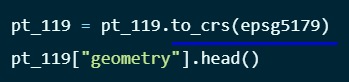 pt_119 = pt_119.to_crs(epsg5179)
pt_119["geometry"].head()